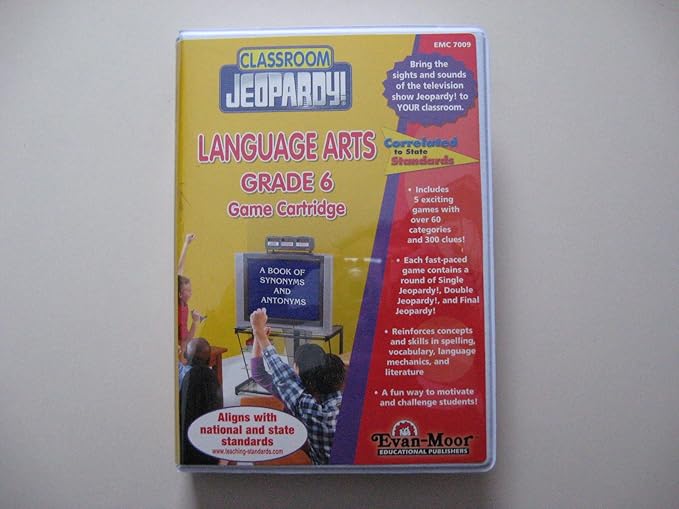 CLASSROOM
JEOPARDY!
EMC 7009
Bring the
sights and sounds
of the television
show Jeopardy! to
YOUR classroom.
LANGUAGE ARTS
GRADE 6
Game Cartridge
Correlated
to State
Standards
• Includes
5 exciting
games with
over 60
categories
and 300 clues!
• Each fast-paced
game contains a
round of Single
Jeopardy!, Double
Jeopardy!, and Final
Jeopardy!
• Reinforces concepts
and skills in spelling,
vocabulary, language
mechanics, and
literature
• A fun way to motivate
and challenge students!
A BOOK OF
SYNONYMS
AND
ANTONYMS
Aligns with
national and state
standards
www.teaching-standards.com
Evan-Moor
EDUCATIONAL PUBLISHERS